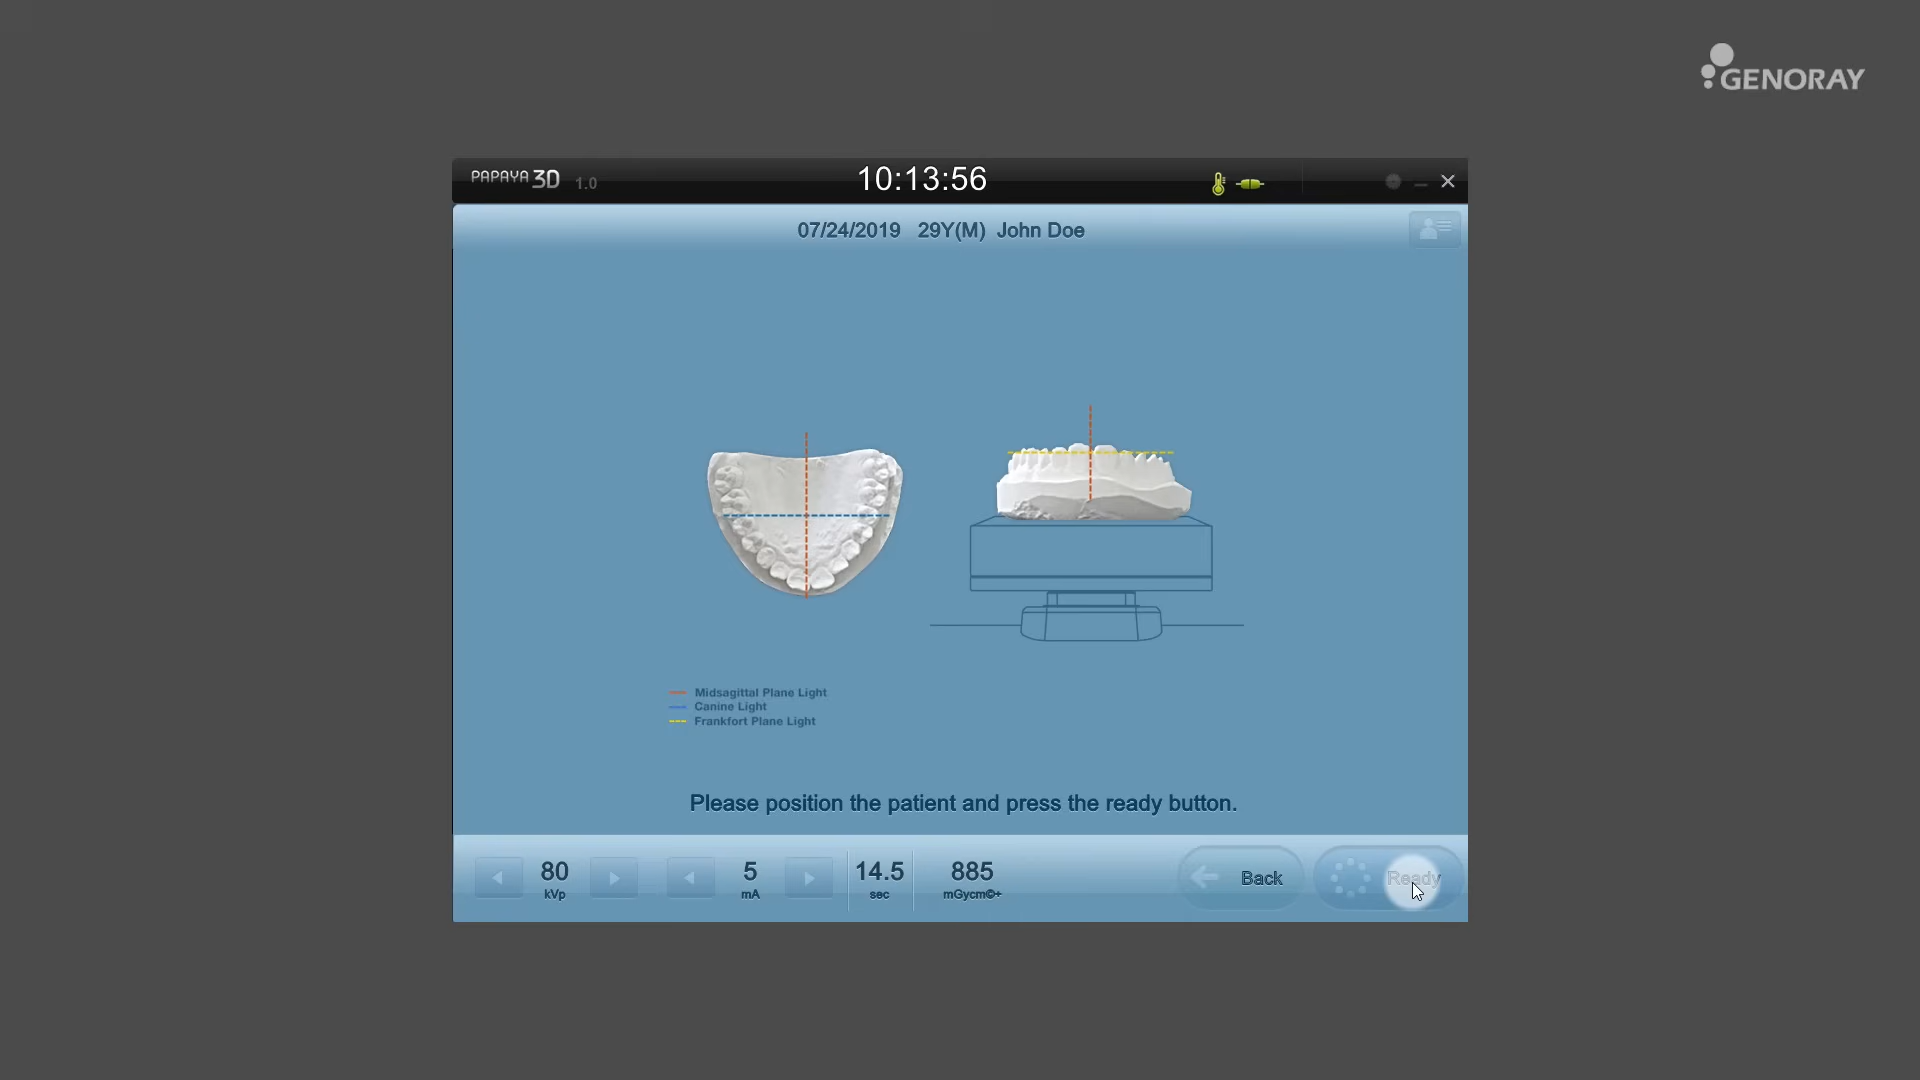 GENORAY
PAPAYA 3D 1.0
10:13:56
07/24/2019 29Y(M) John Doe
Midsagittal Plane Light
Canine Light
Frankfort Plane Light
Please position the patient and press the ready button.
80 5 14.5 885
kVp mA sec mGycm©+
Back Ready